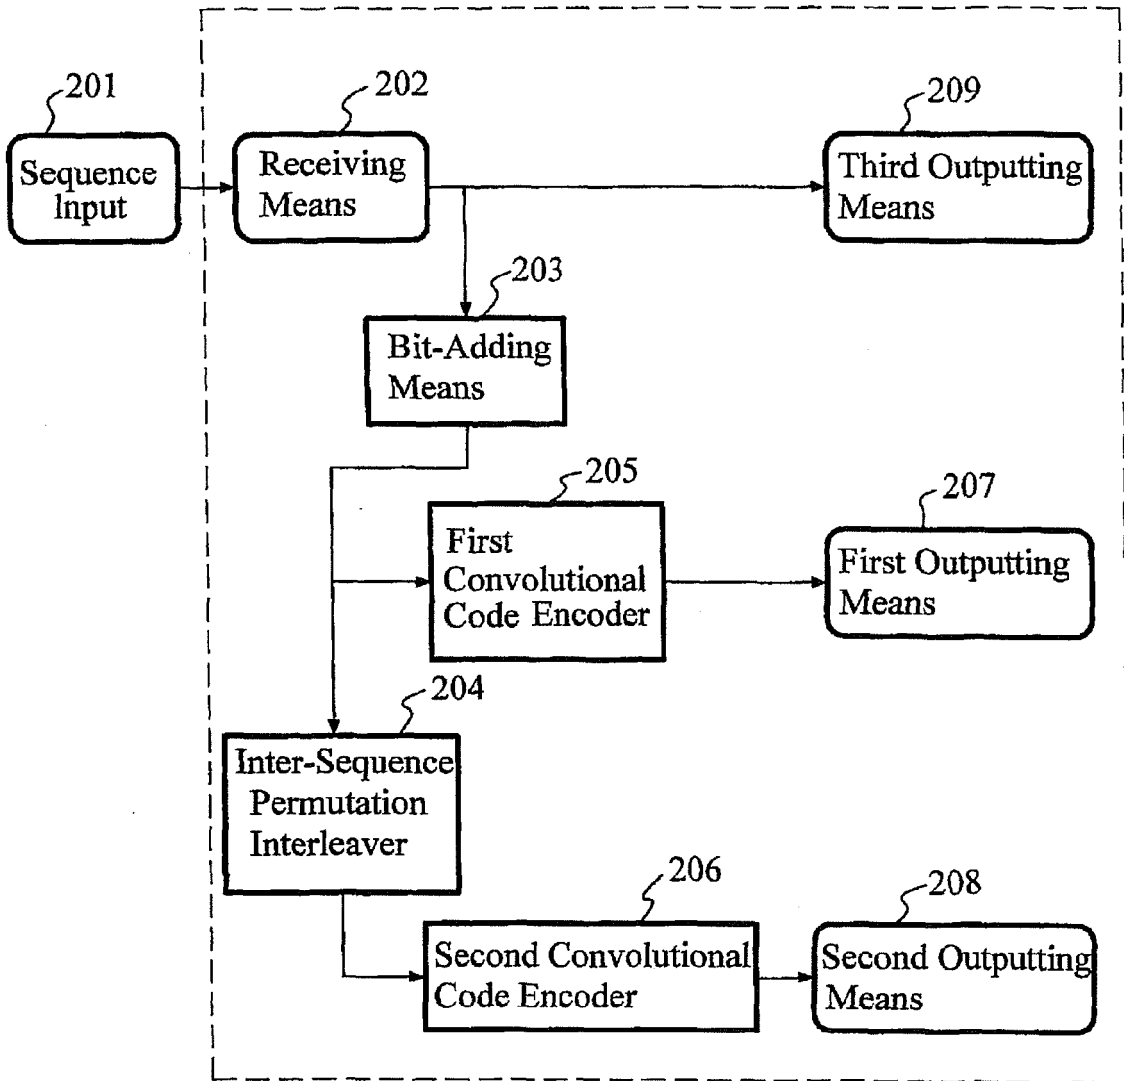 201
Sequence
Input
202
Receiving
Means
209
Third Outputting
Means
203
Bit-Adding
Means
205
First
Convolutional
Code Encoder
207
First Outputting
Means
204
Inter-Sequence
Permutation
Interleaver
206
Second Convolutional
Code Encoder
208
Second Outputting
Means